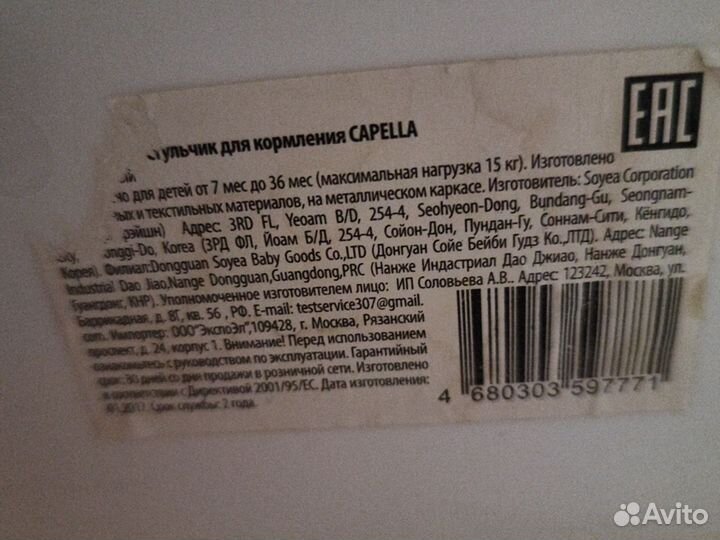 стульчик для кормления CAPELLA
EAC
но для детей от 7 мес до 36 мес (максимальная нагрузка 15 кг). Изготовлено
ых и текстильных материалов, на металлическом каркасе. Изготовитель: Soyea Corporation
рэйшн) Адрес: 3RD FL, Yeoam B/D, 254-4, Seohyeon-Dong, Bundang-Gu, Seongnam-
nggi-Do, Korea (3РД ФЛ, Йоам Б/Д, 254-4, Сойон-Дон, Пундан-Гу, Соннам-Сити, Кёнгидо,
Корея). Филиал:Dongguan Soyea Baby Goods Co.,LTD (Донгуан Сойе Бейби Гудз Ко.,ЛТД). Адрес: Nange
Industrial Dao Jiao,Nange Dongguan,Guangdong,PRC (Нанже Индастриал Дао Джиао, Нанже Донгуан,
Гуангдонг, КНР). Уполномоченное изготовителем лицо: ИП Соловьева А.В.. Адрес: 123242, Москва, ул.
Баррикадная, д. 8Г, кв. 56 , РФ. E-mail: testservice307@gmail.
com. Импортер: ООО"ЭкспоЭл",109428, г. Москва, Рязанский
проспект, д. 24, корпус 1. Внимание! Перед использованием
ознакомьтесь с руководством по эксплуатации. Гарантийный
срок: 30 дней со дня продажи в розничной сети. Изготовлено
в соответствии с Директивой 2001/95/ЕС. Дата изготовления:
01.2017. Срок службы: 2 года.
4 680303 597771
Avito